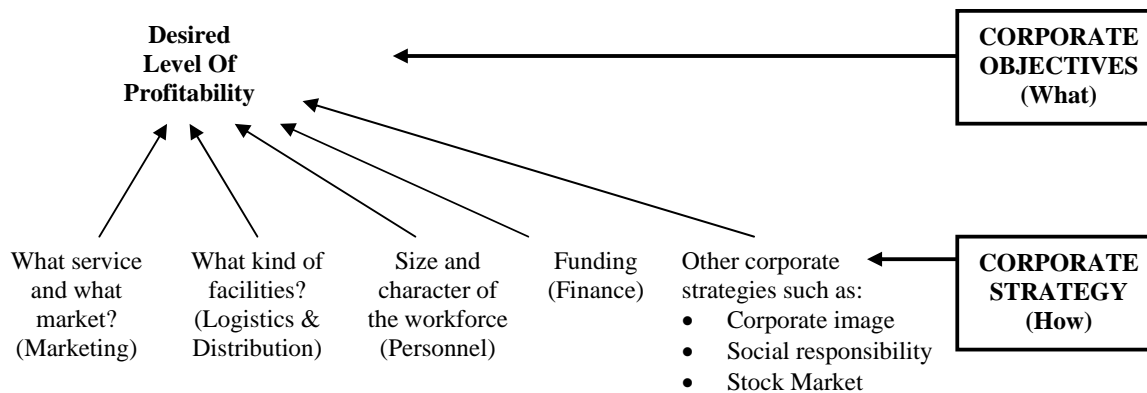 Desired
Level Of
Profitability
CORPORATE
OBJECTIVES
(What)
What service
and what
market?
(Marketing)
What kind of
facilities?
(Logistics &
Distribution)
Size and
character of
the workforce
(Personnel)
Funding
(Finance)
Other corporate
strategies such as:
• Corporate image
• Social responsibility
• Stock Market
CORPORATE
STRATEGY
(How)